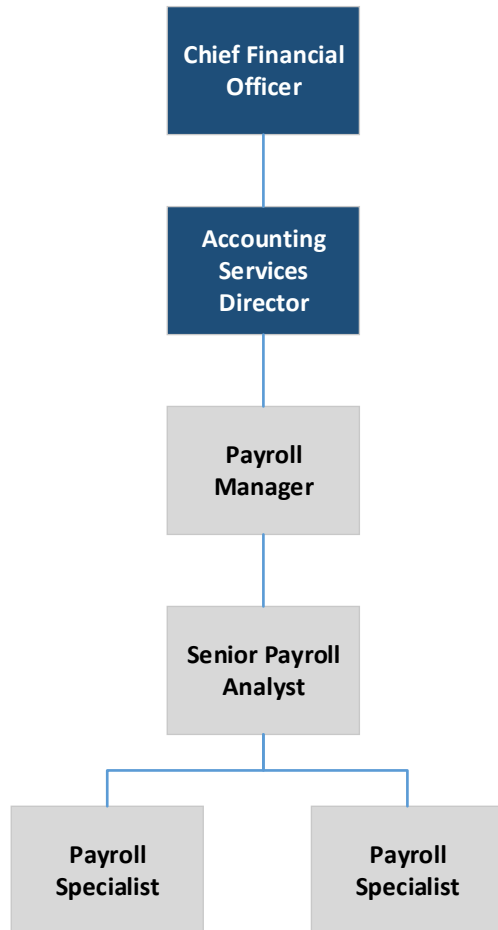 Chief Financial
Officer
Accounting
Services
Director
Payroll
Manager
Senior Payroll
Analyst
Payroll
Specialist
Payroll
Specialist